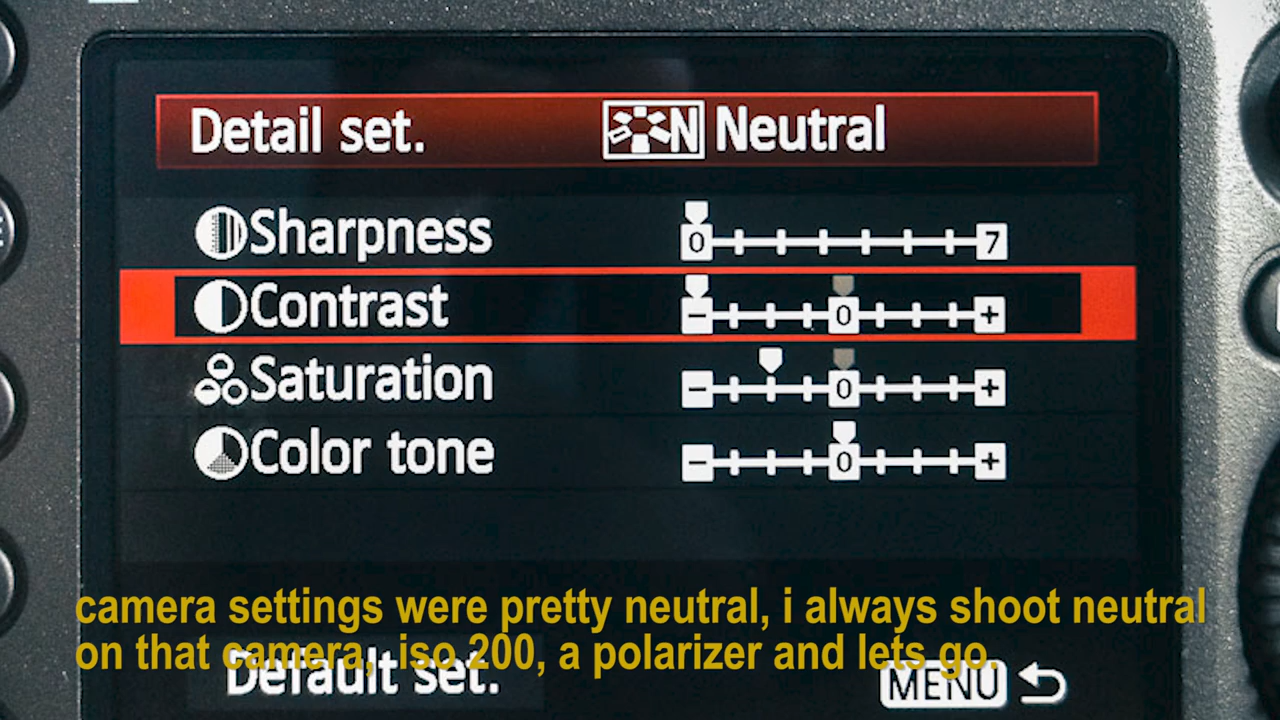 Detail set. N Neutral
Sharpness 0 7
Contrast − 0 +
Saturation − 0 +
Color tone − 0 +
camera settings were pretty neutral, i always shoot neutral
on that camera, iso 200, a polarizer and lets go.
Default set. MENU